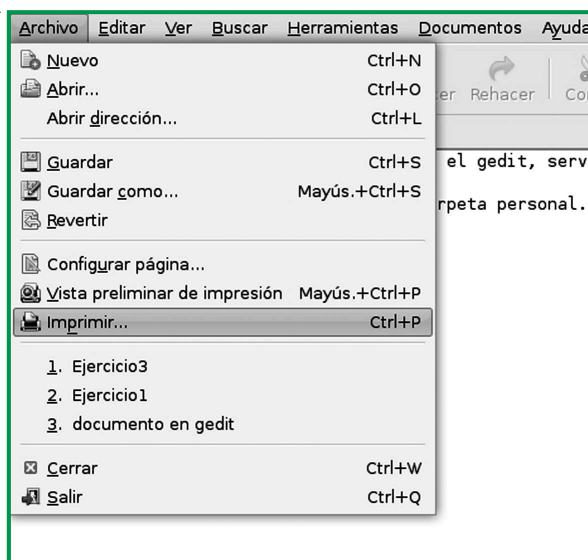 Archivo Editar Ver Buscar Herramientas Documentos Ayuda
Nuevo Ctrl+N
Abrir... Ctrl+O
Abrir dirección... Ctrl+L
Rehacer
Guardar Ctrl+S
el gedit, serv
Guardar como... Mayús.+Ctrl+S
personal.
Revertir
Configurar página...
Vista preliminar de impresión Mayús.+Ctrl+P
Imprimir... Ctrl+P
1. Ejercicio3
2. Ejercicio1
3. documento en gedit
Cerrar Ctrl+W
Salir Ctrl+Q